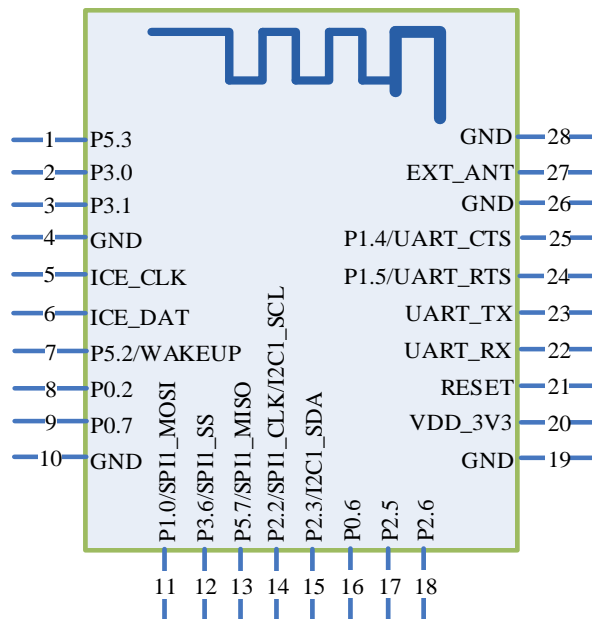 1 P5.3
2 P3.0
3 P3.1
4 GND
5 ICE_CLK
6 ICE_DAT
7 P5.2/WAKEUP
8 P0.2
9 P0.7
10 GND
P1.0/SPI1_MOSI 11
P3.6/SPI1_SS 12
P5.7/SPI1_MISO 13
P2.2/SPI1_CLK/I2C1_SCL 14
P2.3/I2C1_SDA 15
P0.6 16
P2.5 17
P2.6 18
GND 28
EXT_ANT 27
GND 26
P1.4/UART_CTS 25
P1.5/UART_RTS 24
UART_TX 23
UART_RX 22
RESET 21
VDD_3V3 20
GND 19